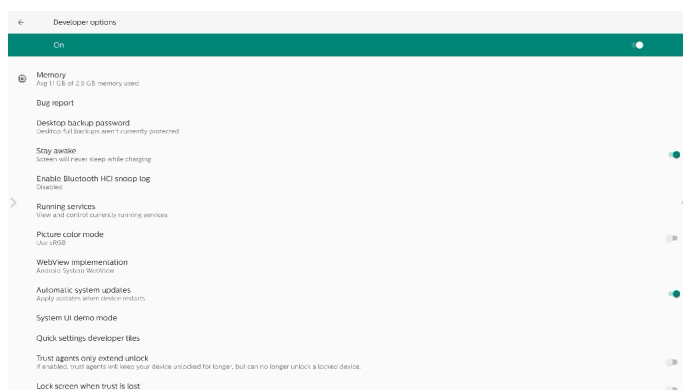 Developer options
On
Memory
Avg 1.1 GB of 2.9 GB memory used
Bug report
Desktop backup password
Desktop full backups aren't currently protected
Stay awake
Screen will never sleep while charging
Enable Bluetooth HCI snoop log
Disabled
Running services
View and control currently running services
Picture color mode
Use sRGB
WebView implementation
Android System WebView
Automatic system updates
Apply updates when device restarts
System UI demo mode
Quick settings developer tiles
Trust agents only extend unlock
If enabled, trust agents will keep your device unlocked for longer, but can no longer unlock a locked device.
Lock screen when trust is lost